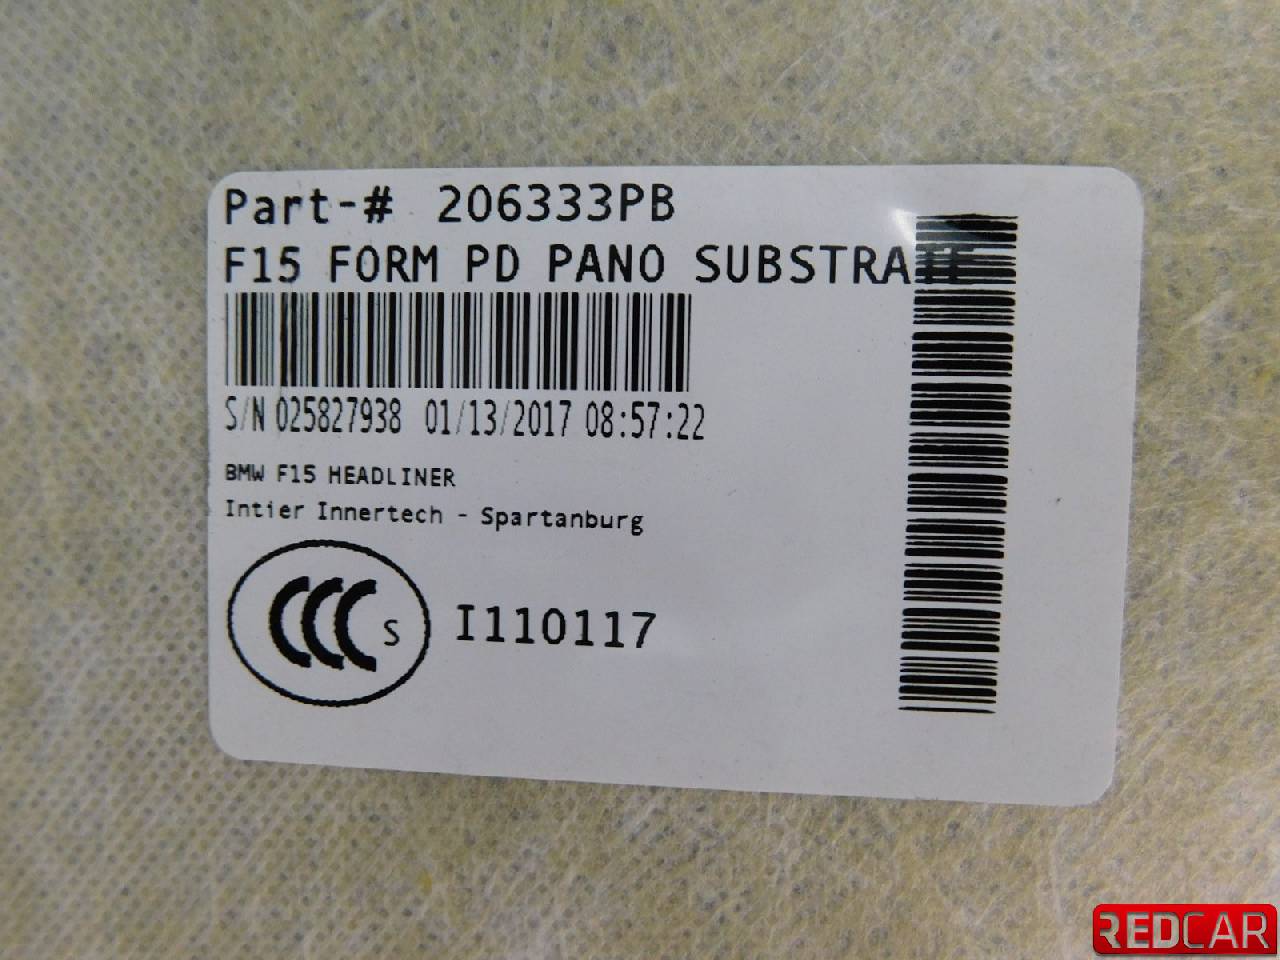 Part-# 206333PB
F15 FORM PD PANO SUBSTRATE
S/N 025827938 01/13/2017 08:57:22
BMW F15 HEADLINER
Intier Innertech - Spartanburg
CCC S I110117
REDCAR